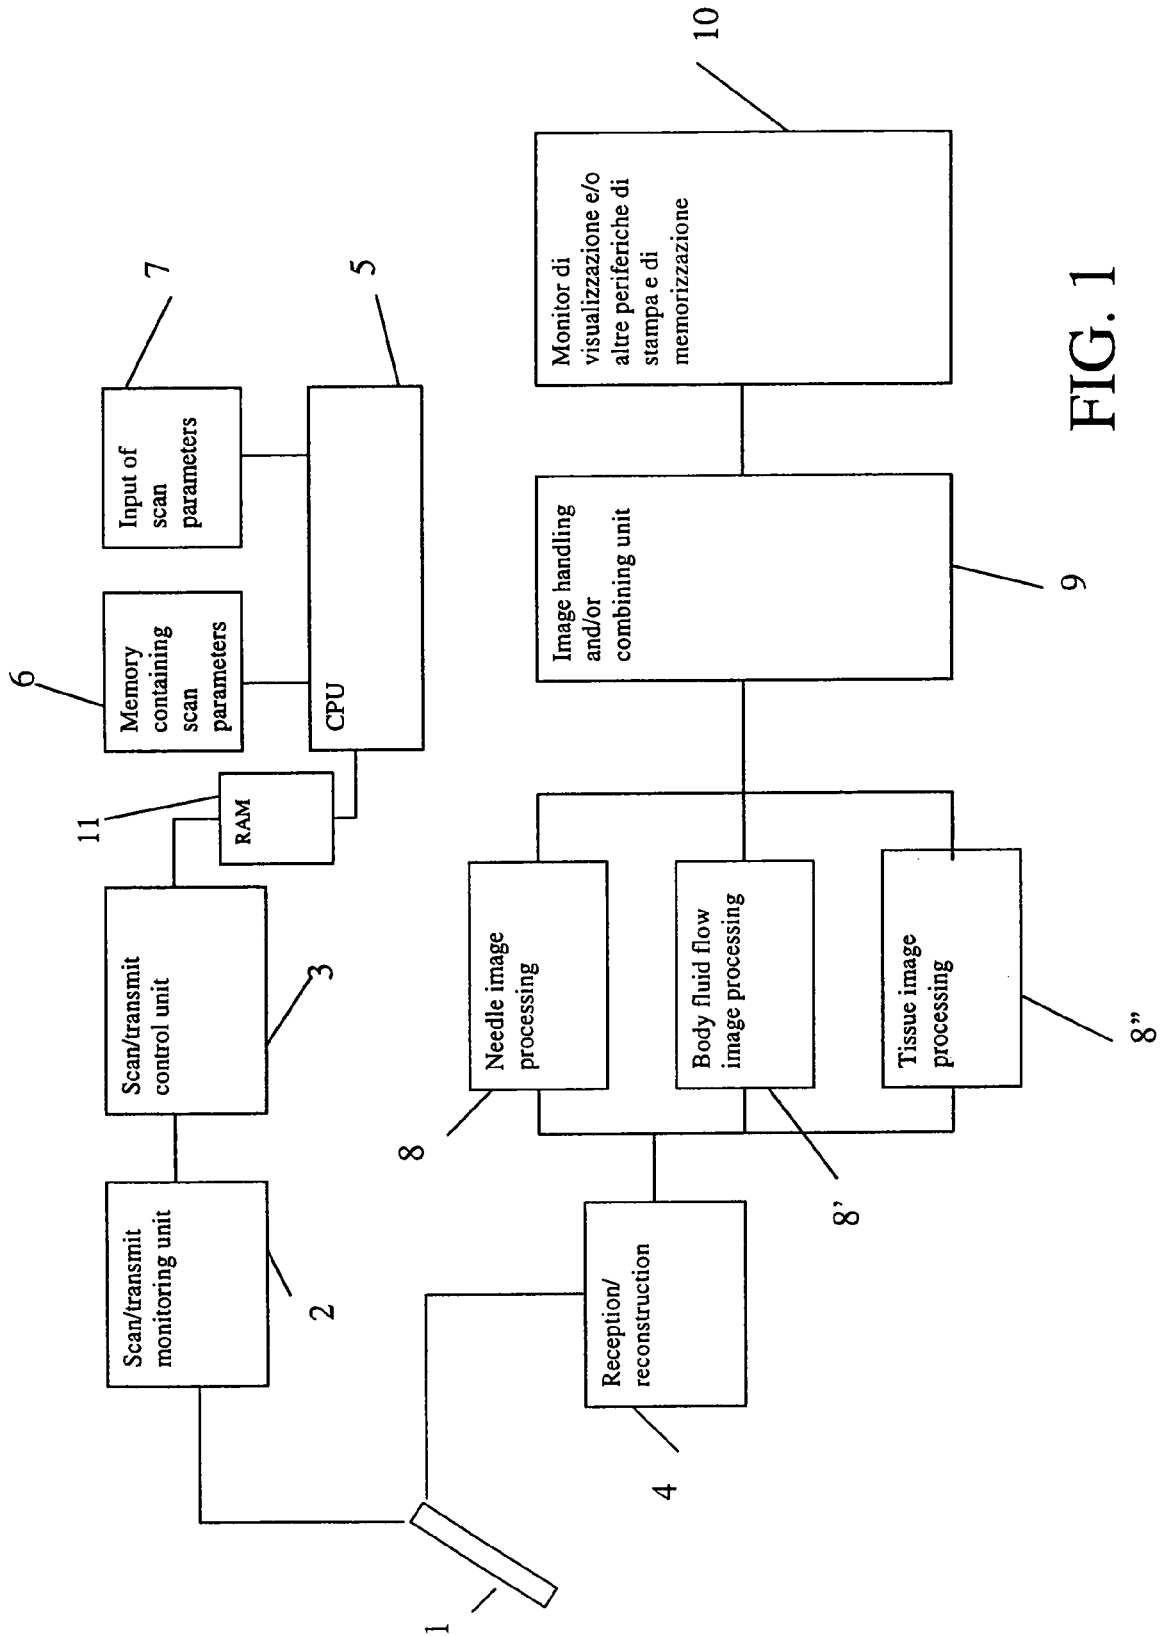 6
7
11
5
Memory
containing
scan
parameters
Input of
scan
parameters
RAM
CPU
Scan/transmit
monitoring unit
Scan/transmit
control unit
2
3
1
4
Reception/
reconstruction
8
Needle image
processing
8'
Body fluid flow
image processing
8"
Tissue image
processing
Image handling
and/or
combining unit
9
Monitor di
visualizzazione e/o
altre periferiche di
stampa e di
memorizzazione
10
FIG. 1